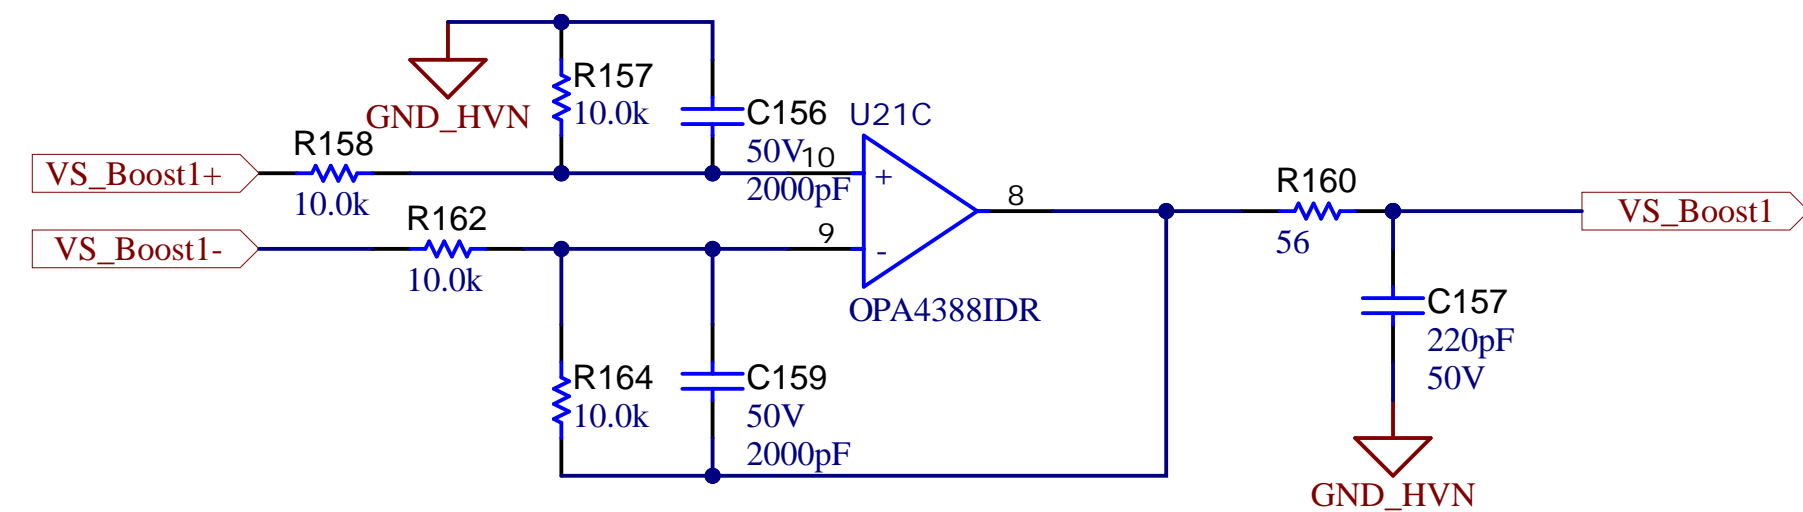 R157
10.0k
GND_HVN
C156
50V
2000pF
U21C
R158
10.0k
VS_Boost1+
10
+
R162
10.0k
VS_Boost1-
9
-
8
OPA4388IDR
R160
56
VS_Boost1
C157
220pF
50V
R164
10.0k
C159
50V
2000pF
GND_HVN